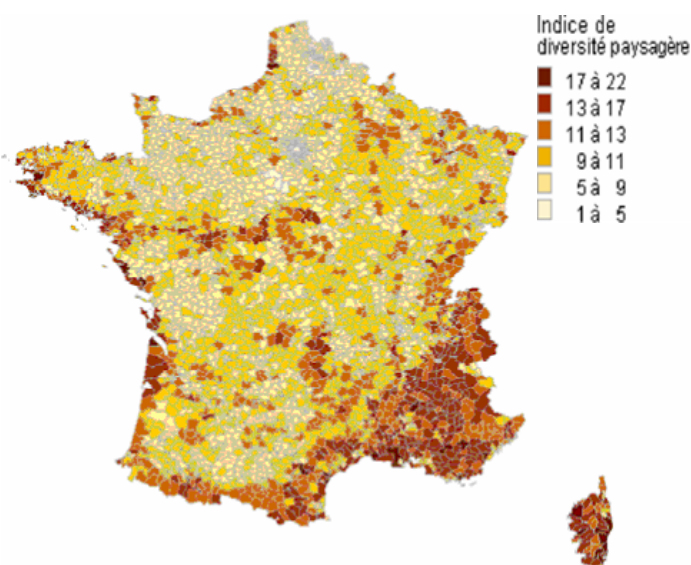 Indice de
diversité paysagère
17 à 22
13 à 17
11 à 13
9 à 11
5 à 9
1 à 5